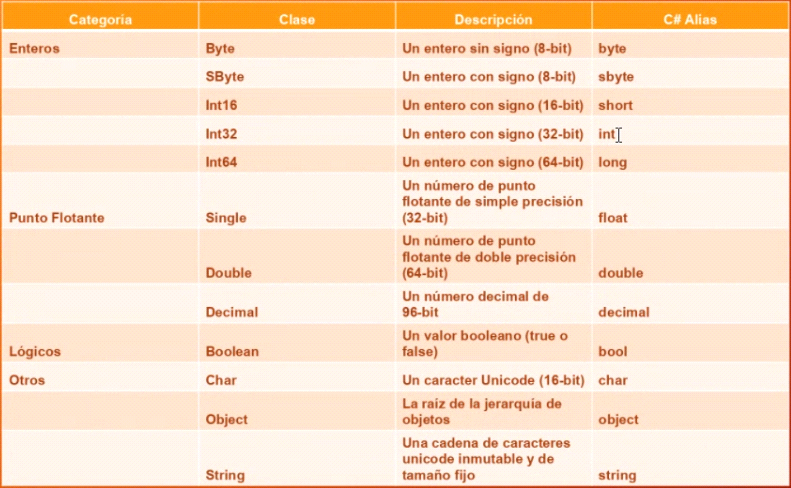 Categoria Clase Descripción C# Alias
Enteros Byte Un entero sin signo (8-bit) byte
SByte Un entero con signo (8-bit) sbyte
Int16 Un entero con signo (16-bit) short
Int32 Un entero con signo (32-bit) int
Int64 Un entero con signo (64-bit) long
Un número de punto
flotante de simple precisión
Punto Flotante Single (32-bit) float
Un número de punto
flotante de doble precisión
Double (64-bit) double
Un número decimal de
Decimal 96-bit decimal
Un valor booleano (true o
Lógicos Boolean false) bool
Otros Char Un caracter Unicode (16-bit) char
La raiz de la jerarquia de
Object objetos object
Una cadena de caracteres
unicode inmutable y de
String tamaño fijo string